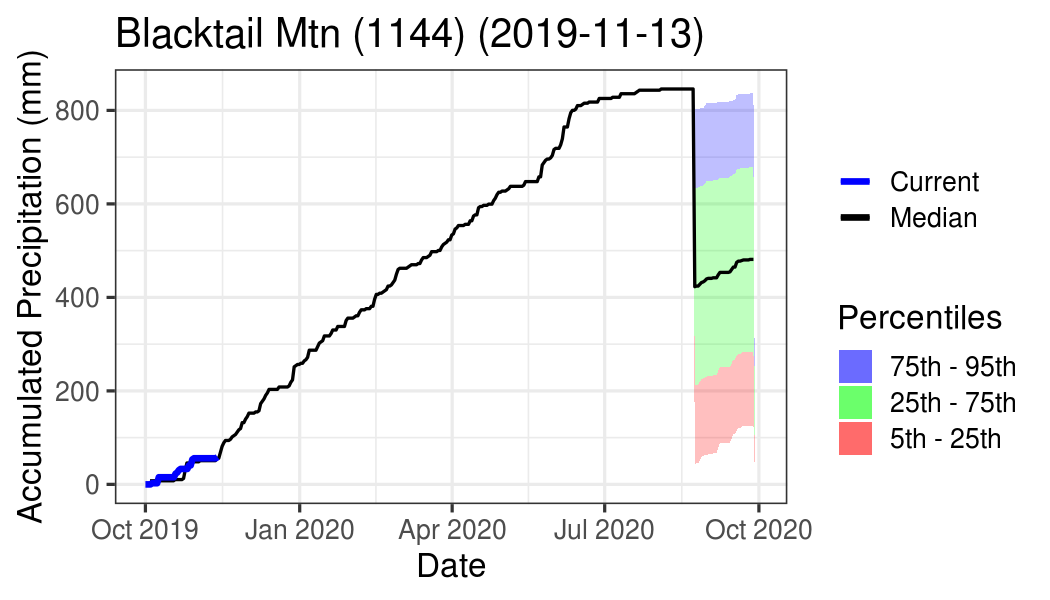 Blacktail Mtn (1144) (2019-11-13)
Accumulated Precipitation (mm)
800
600
400
200
0
Oct 2019
Jan 2020
Apr 2020
Jul 2020
Oct 2020
Date
Current
Median
Percentiles
75th - 95th
25th - 75th
5th - 25th